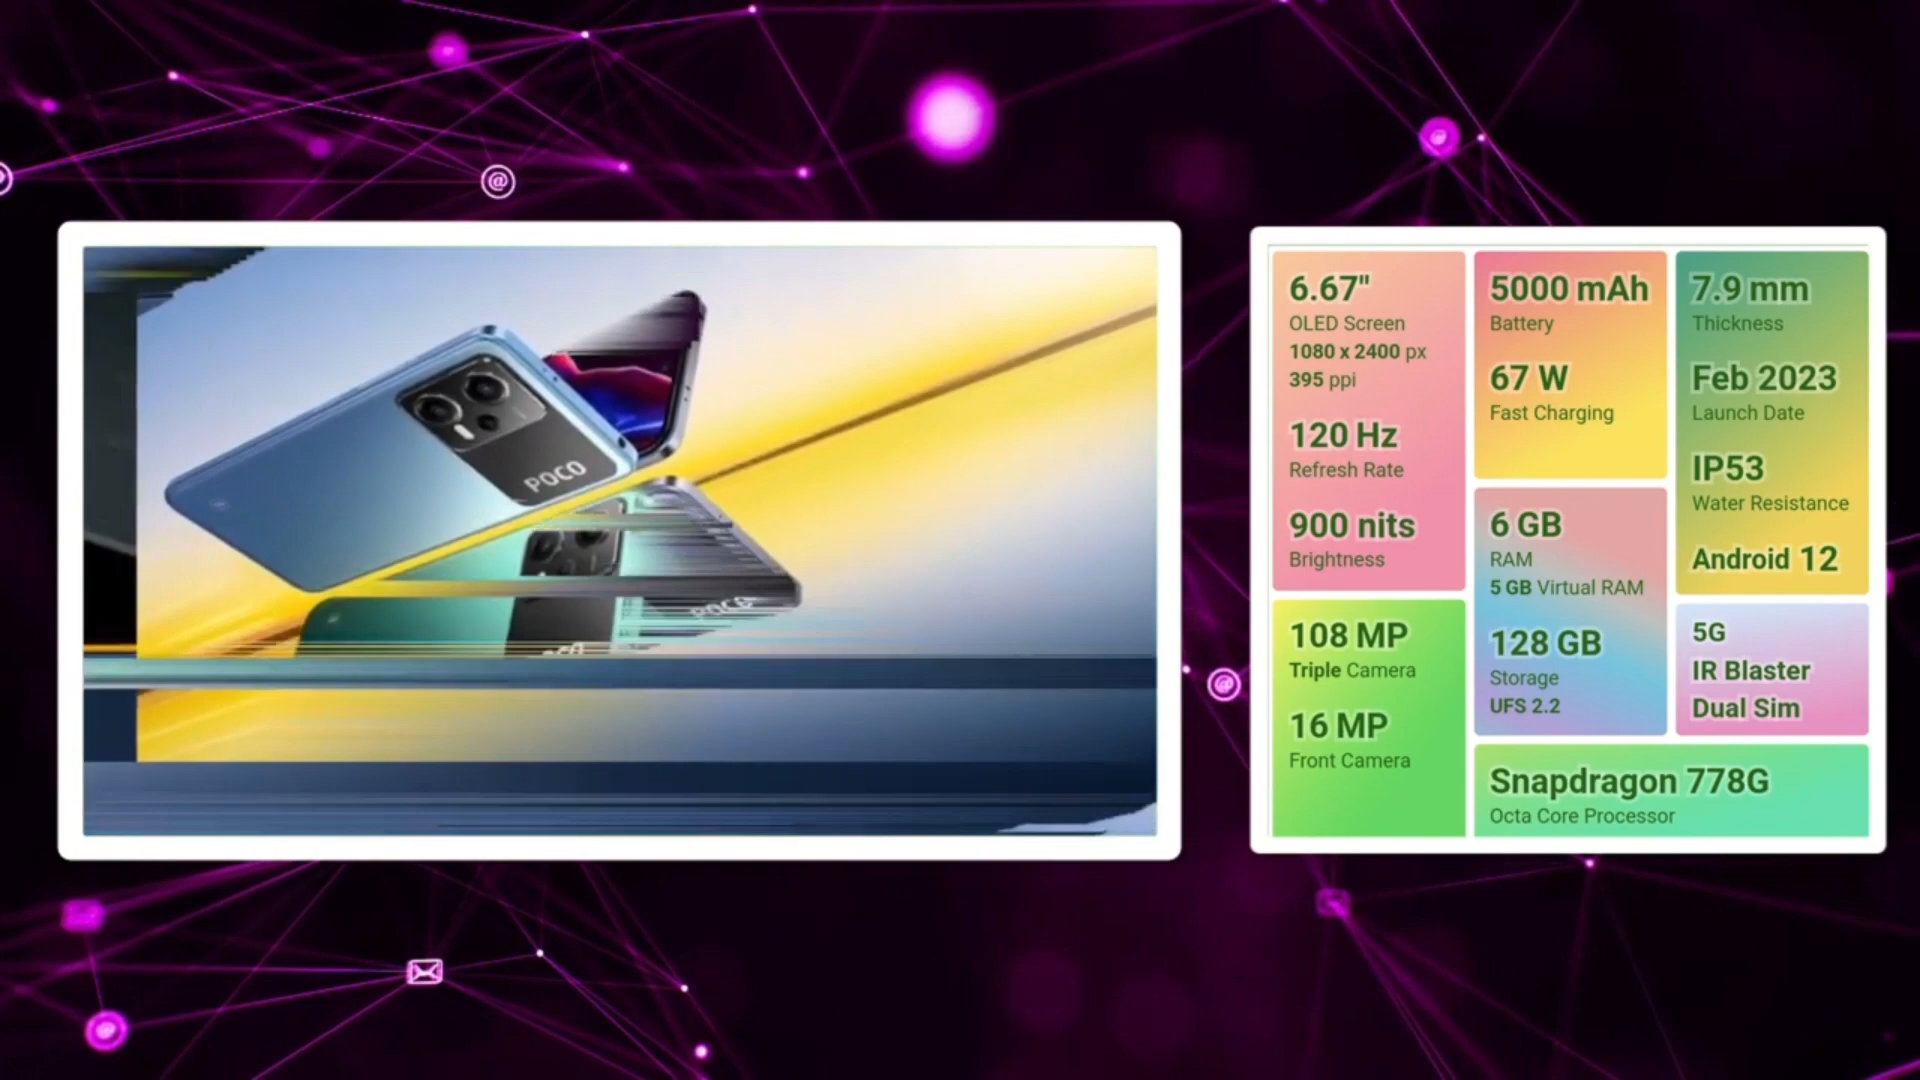 POCO
POCO
6.67"
OLED Screen
1080 x 2400 px
395 ppi
120 Hz
Refresh Rate
900 nits
Brightness
108 MP
Triple Camera
16 MP
Front Camera
5000 mAh
Battery
67 W
Fast Charging
6 GB
RAM
5 GB Virtual RAM
128 GB
Storage
UFS 2.2
7.9 mm
Thickness
Feb 2023
Launch Date
IP53
Water Resistance
Android 12
5G
IR Blaster
Dual Sim
Snapdragon 778G
Octa Core Processor